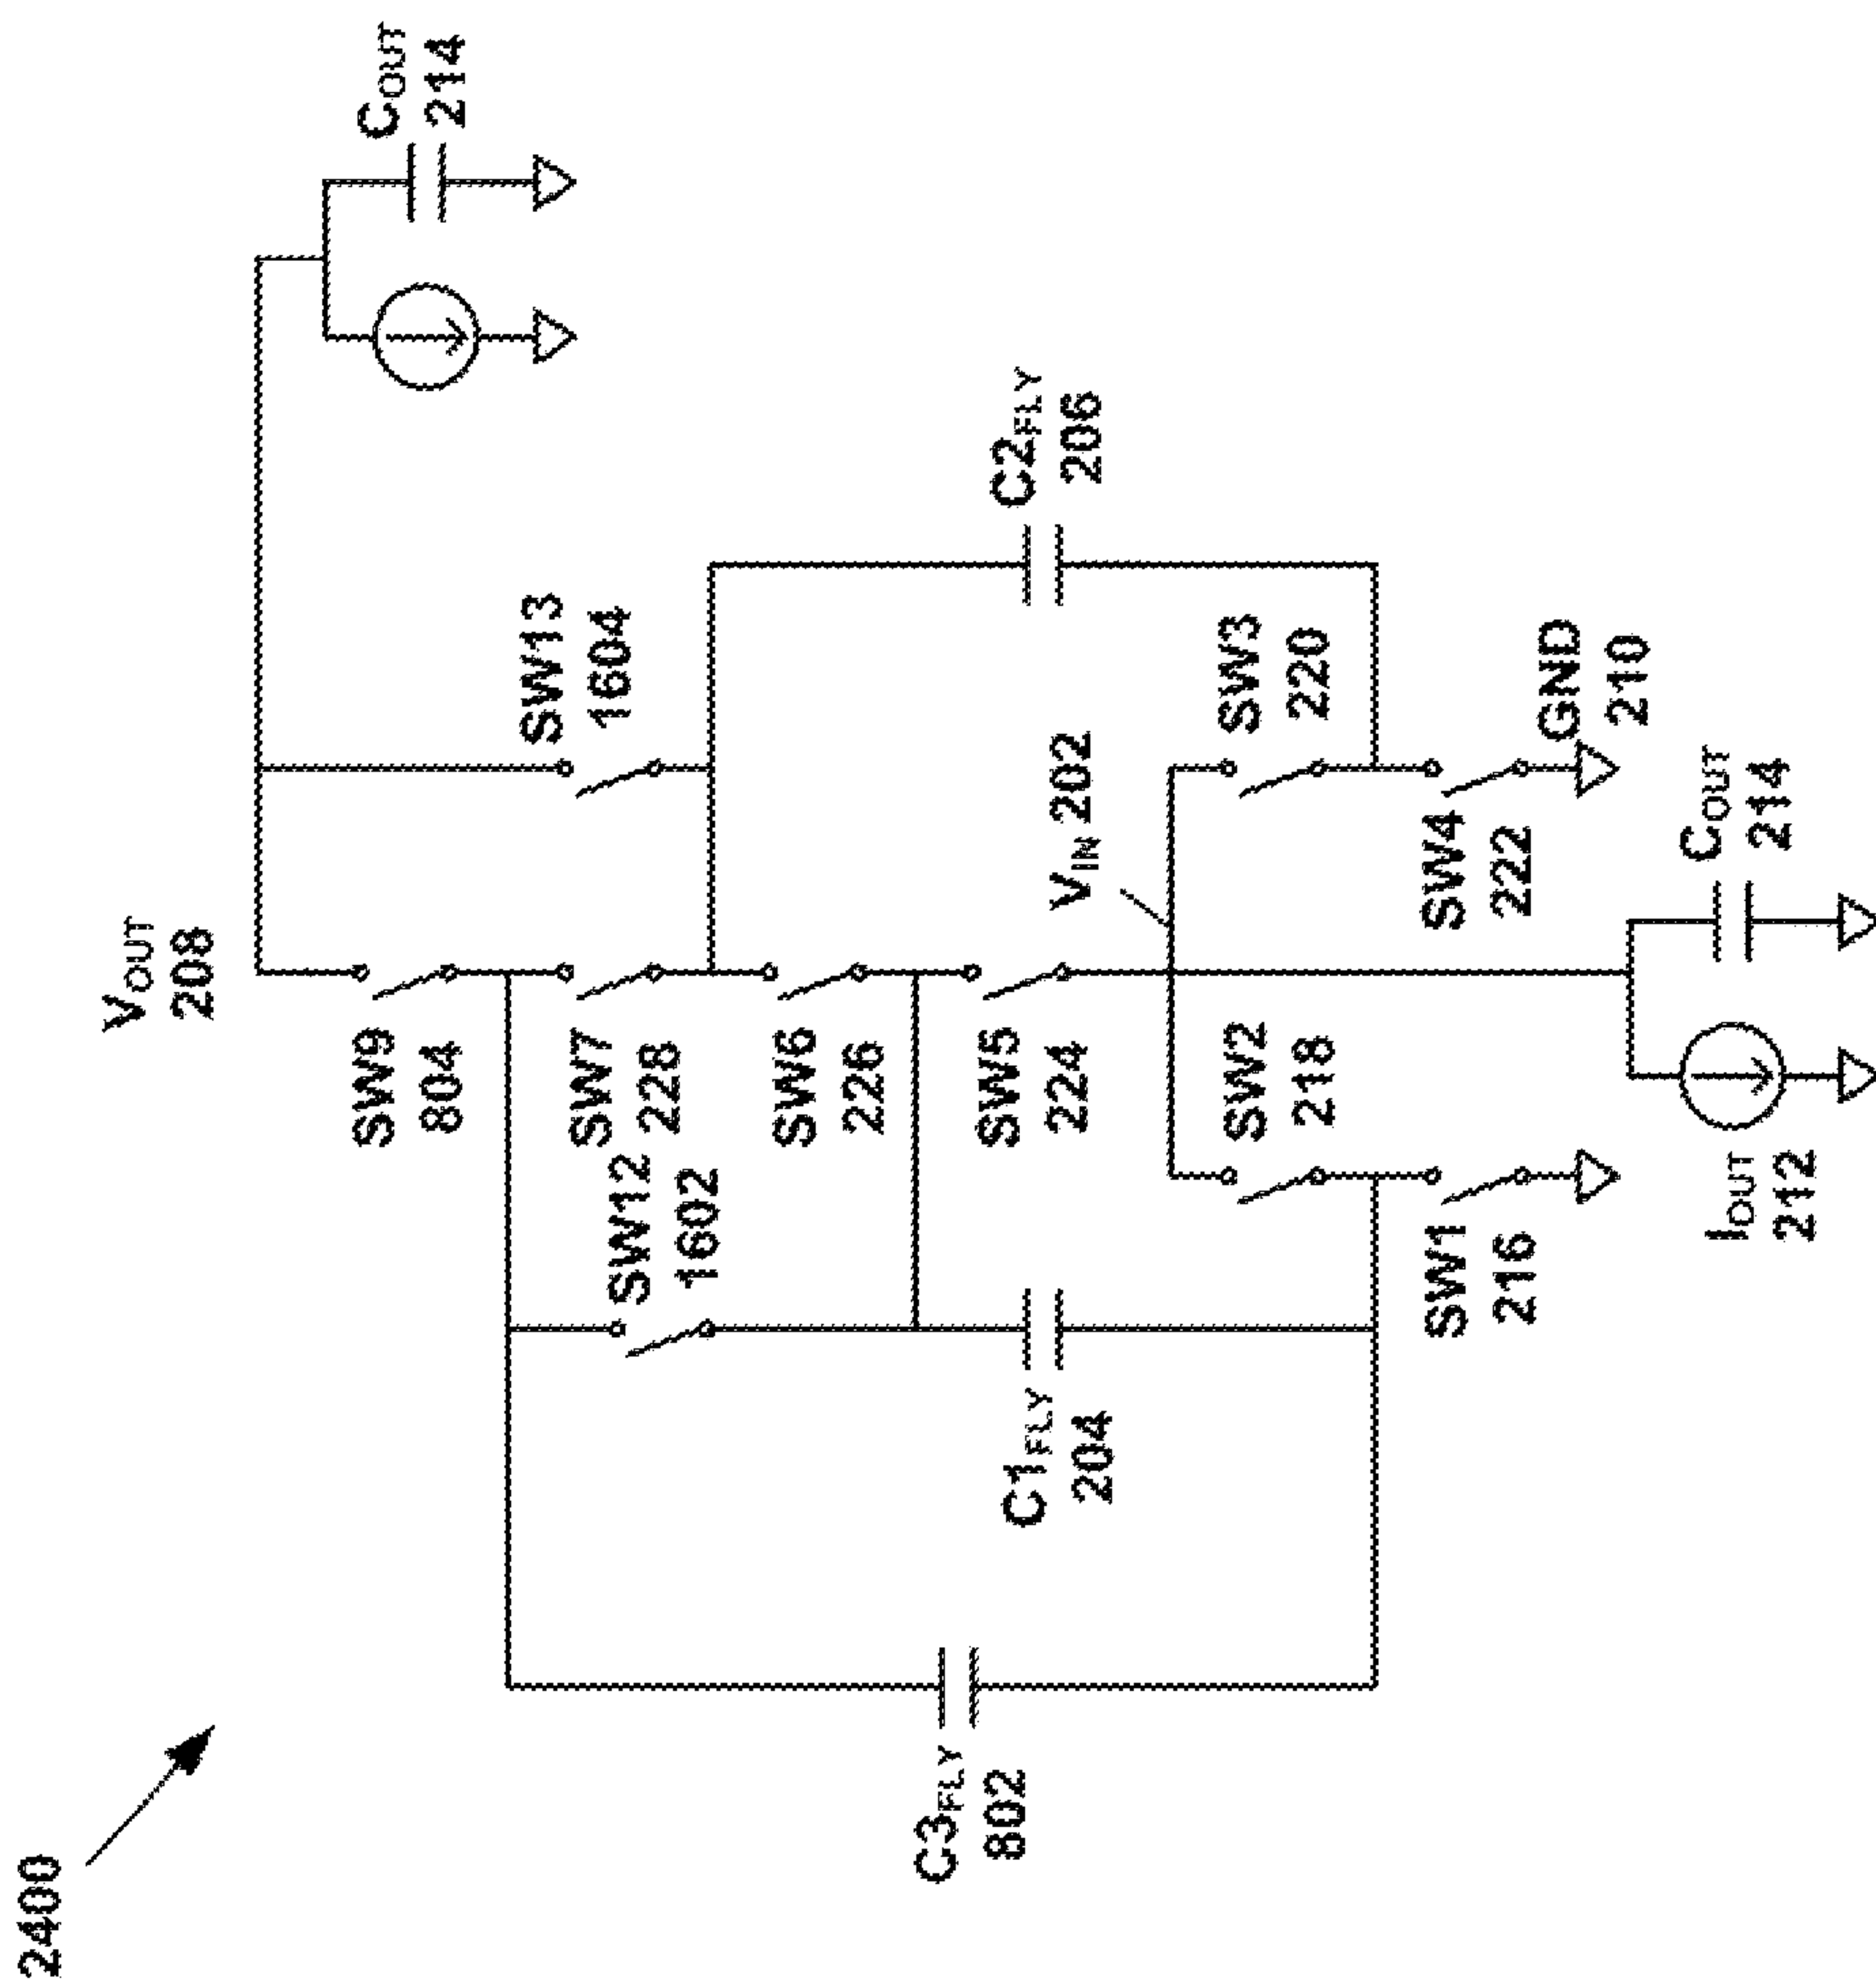 2400
VOUT
208
COUT
214
SW9
804
SW13
1604
SW12
1602
SW7
228
SW6
226
C3FLY
802
C1FLY
204
C2FLY
206
SW5
224
VIN 202
SW2
218
SW3
220
SW1
216
SW4
222
GND
210
IOUT
212
COUT
214